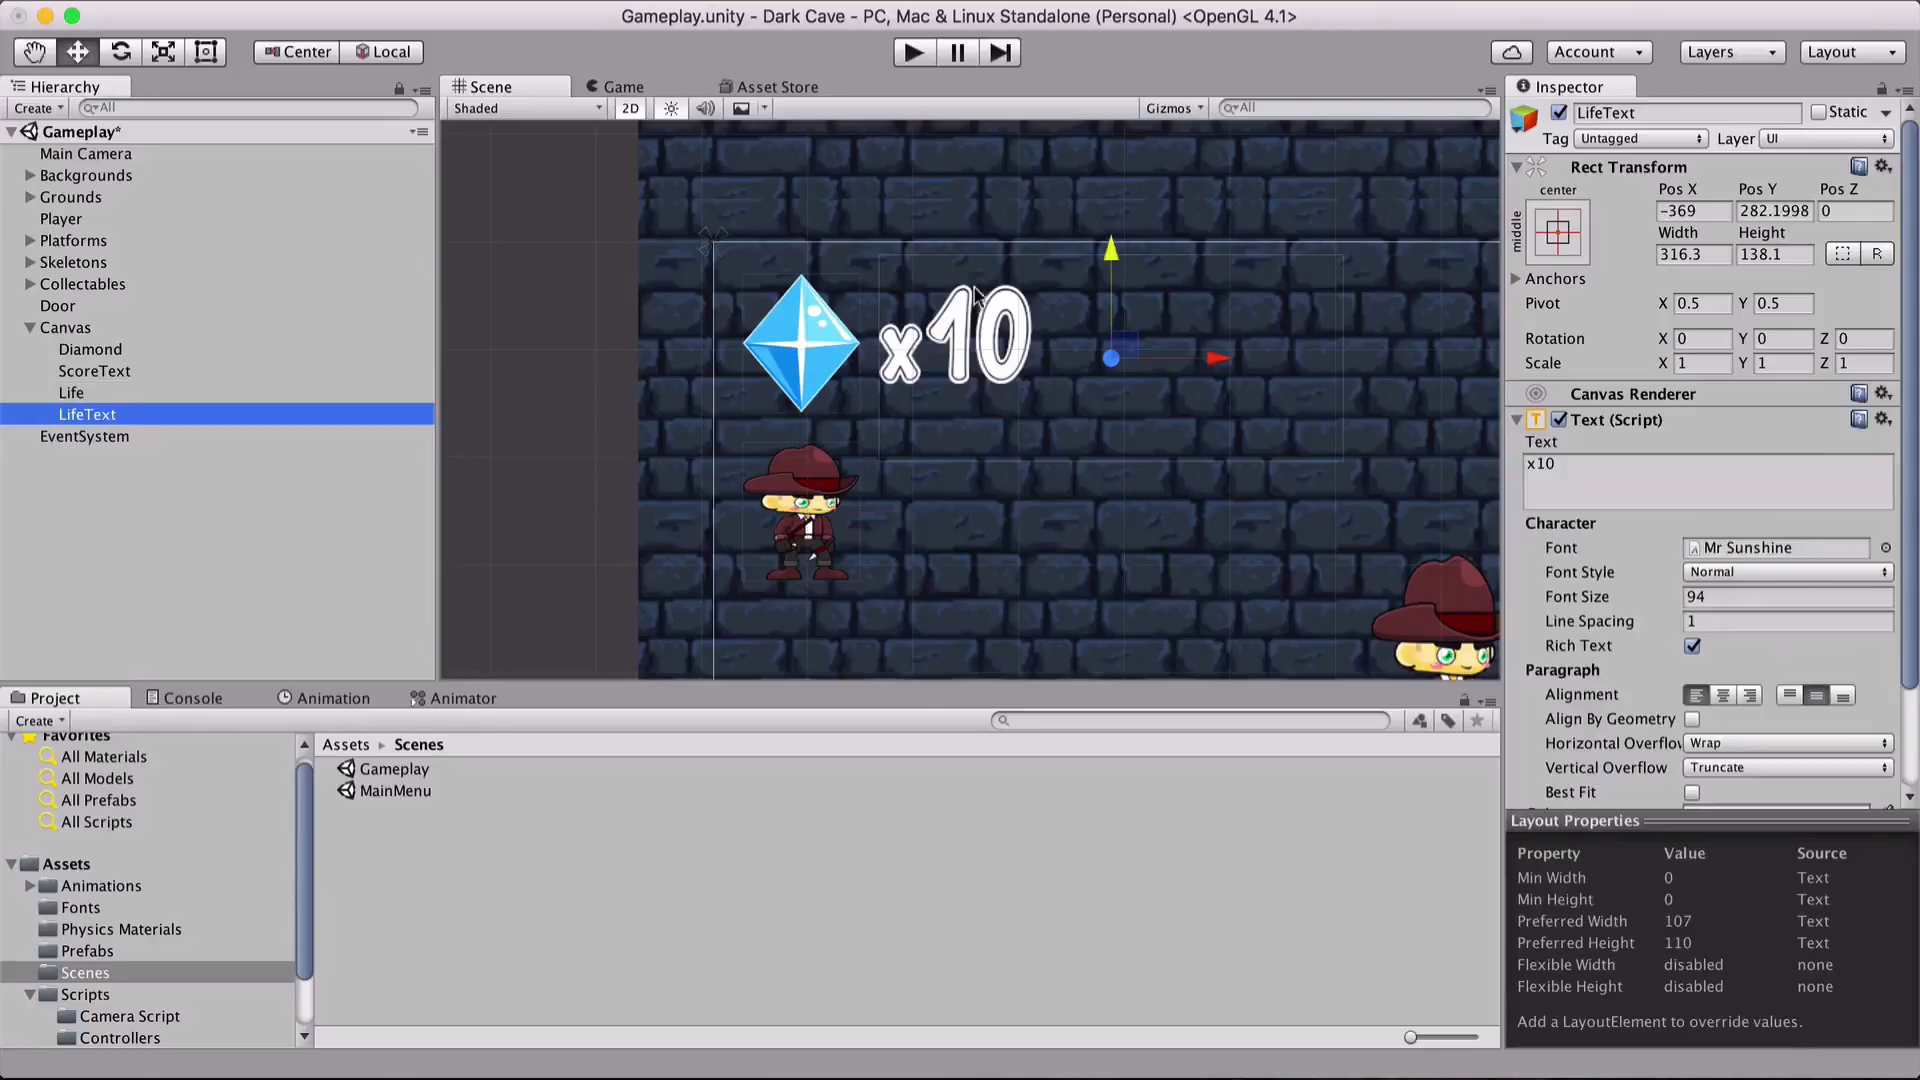 Gameplay.unity - Dark Cave - PC, Mac & Linux Standalone (Personal) <OpenGL 4.1>
Center Local Account Layers Layout
Hierarchy
Create All
Gameplay*
Main Camera
Backgrounds
Grounds
Player
Platforms
Skeletons
Collectables
Door
Canvas
Diamond
ScoreText
Life
LifeText
EventSystem
Scene Game Asset Store
Shaded 2D Gizmos All
x10
Inspector
LifeText Static
Tag Untagged Layer UI
Rect Transform
center Pos X Pos Y Pos Z
middle -369 282.1998 0
Width Height
316.3 138.1 R
Anchors
Pivot X 0.5 Y 0.5
Rotation X 0 Y 0 Z 0
Scale X 1 Y 1 Z 1
Canvas Renderer
Text (Script)
Text
x10
Character
Font Mr Sunshine
Font Style Normal
Font Size 94
Line Spacing 1
Rich Text
Paragraph
Alignment
Align By Geometry
Horizontal Overflow Wrap
Vertical Overflow Truncate
Best Fit
Layout Properties
Property Value Source
Min Width 0 Text
Min Height 0 Text
Preferred Width 107 Text
Preferred Height 110 Text
Flexible Width disabled none
Flexible Height disabled none
Add a LayoutElement to override values.
Project Console Animation Animator
Create
Favorites
All Materials
All Models
All Prefabs
All Scripts
Assets
Animations
Fonts
Physics Materials
Prefabs
Scenes
Scripts
Camera Script
Controllers
Assets Scenes
Gameplay
MainMenu